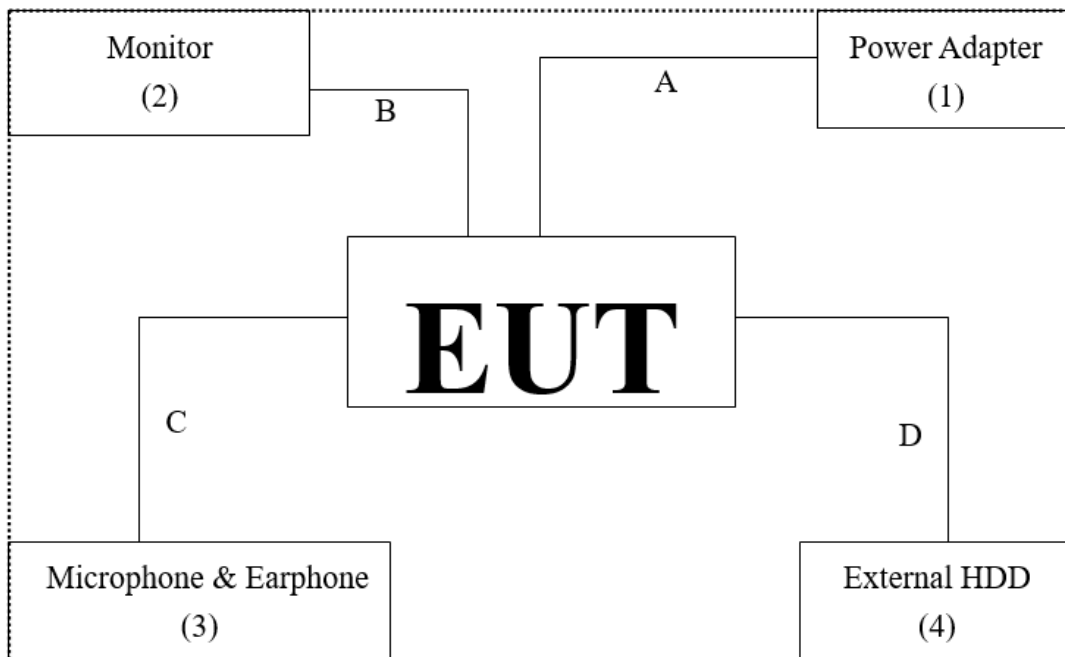 Monitor
(2)
Power Adapter
(1)
A
B
EUT
C
D
Microphone & Earphone
(3)
External HDD
(4)